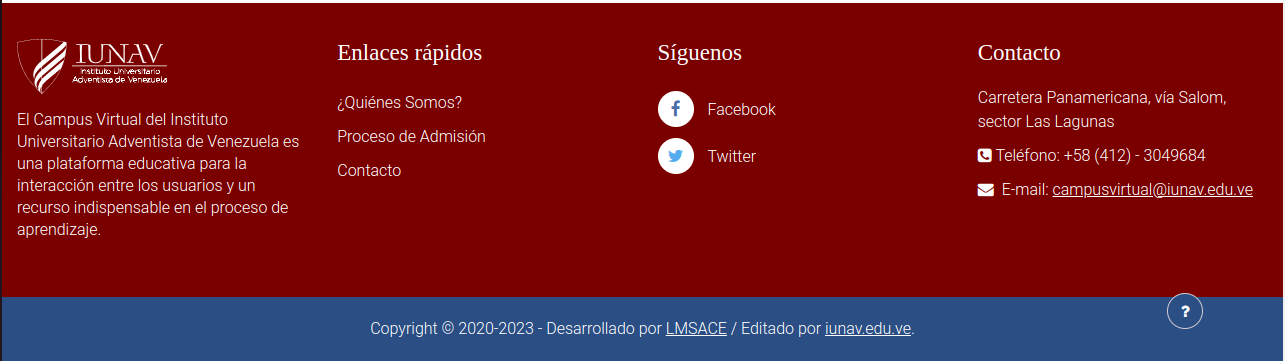 IUNAV
Instituto Universitario
Adventista de Venezuela
El Campus Virtual del Instituto
Universitario Adventista de Venezuela es
una plataforma educativa para la
interacción entre los usuarios y un
recurso indispensable en el proceso de
aprendizaje.
Enlaces rápidos
¿Quiénes Somos?
Proceso de Admisión
Contacto
Síguenos
Facebook
Twitter
Contacto
Carretera Panamericana, vía Salom,
sector Las Lagunas
Teléfono: +58 (412) - 3049684
E-mail: campusvirtual@iunav.edu.ve
?
Copyright © 2020-2023 - Desarrollado por LMSACE / Editado por iunav.edu.ve.